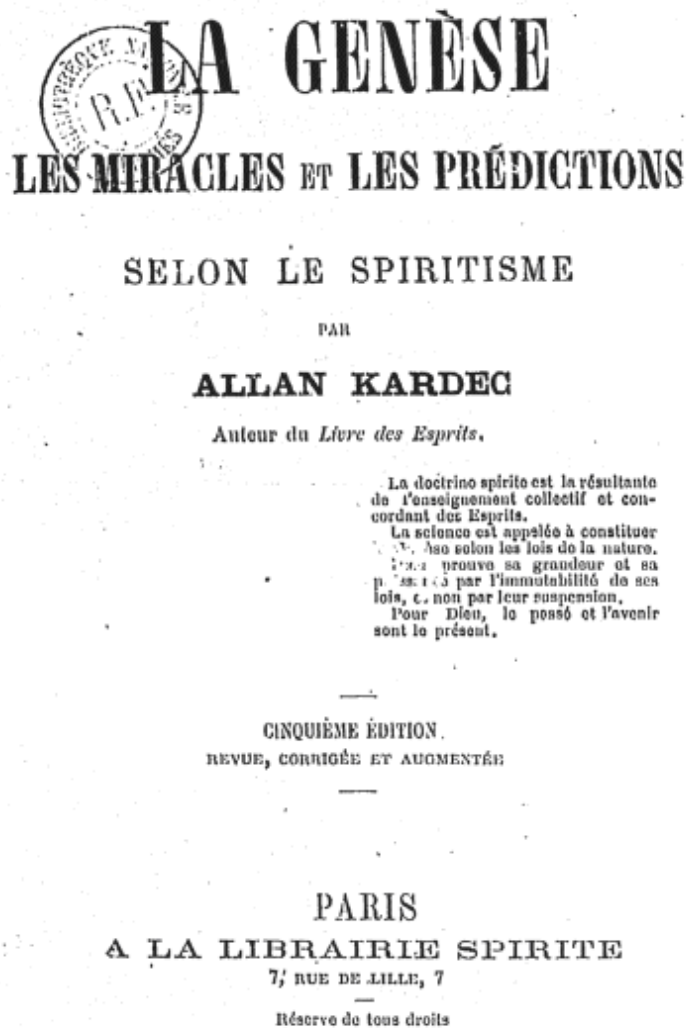 LA GENÈSE
LES MIRACLES ET LES PRÉDICTIONS
SELON LE SPIRITISME
PAR
ALLAN KARDEC
Auteur du Livre des Esprits.
La doctrine spirite est la résultante
de l'enseignement collectif et con-
cordant des Esprits.
La science est appelée à constituer
selon les lois de la nature.
prouve sa grandeur et sa
par l'immutabilité de ses
lois, non par leur suspension.
Pour Dieu, le passé et l'avenir
sont le présent.
CINQUIÈME ÉDITION.
REVUE, CORRIGÉE ET AUGMENTÉE
PARIS
A LA LIBRAIRIE SPIRITE
7, RUE DE LILLE, 7
Réserve de tous droits
R.F.